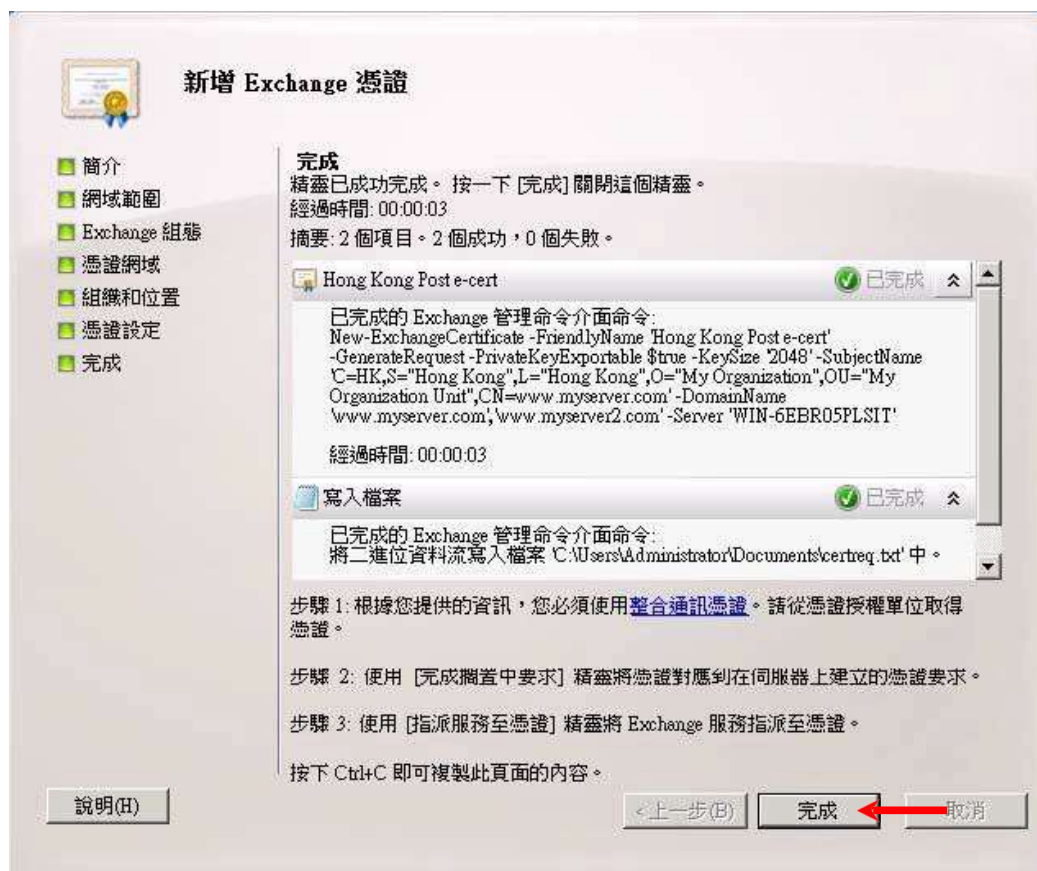 新增 Exchange 憑證
簡介
網域範圍
Exchange 組態
憑證網域
組織和位置
憑證設定
完成
完成
精靈已成功完成。 按一下 [完成] 關閉這個精靈。
經過時間: 00:00:03
摘要: 2 個項目。2 個成功，0 個失敗。
Hong Kong Post e-cert
已完成
已完成的 Exchange 管理命令介面命令:
New-ExchangeCertificate -FriendlyName 'Hong Kong Post e-cert'
-GenerateRequest -PrivateKeyExportable $true -KeySize '2048' -SubjectName
'C=HK,S="Hong Kong",L="Hong Kong",O="My Organization",OU="My
Organization Unit",CN=www.myserver.com' -DomainName
'www.myserver.com','www.myserver2.com' -Server 'WIN-6EBR05PLSIT'
經過時間: 00:00:03
寫入檔案
已完成
已完成的 Exchange 管理命令介面命令:
將二進位資料流寫入檔案 'C:\Users\Administrator\Documents\certreq.txt' 中。
步驟 1: 根據您提供的資訊，您必須使用整合通訊憑證。請從憑證授權單位取得
憑證。
步驟 2: 使用 [完成擱置中要求] 精靈將憑證對應到在伺服器上建立的憑證要求。
步驟 3: 使用 [指派服務至憑證] 精靈將 Exchange 服務指派至憑證。
按下 Ctrl+C 即可複製此頁面的內容。
說明(H)
<上一步(B)
完成
取消